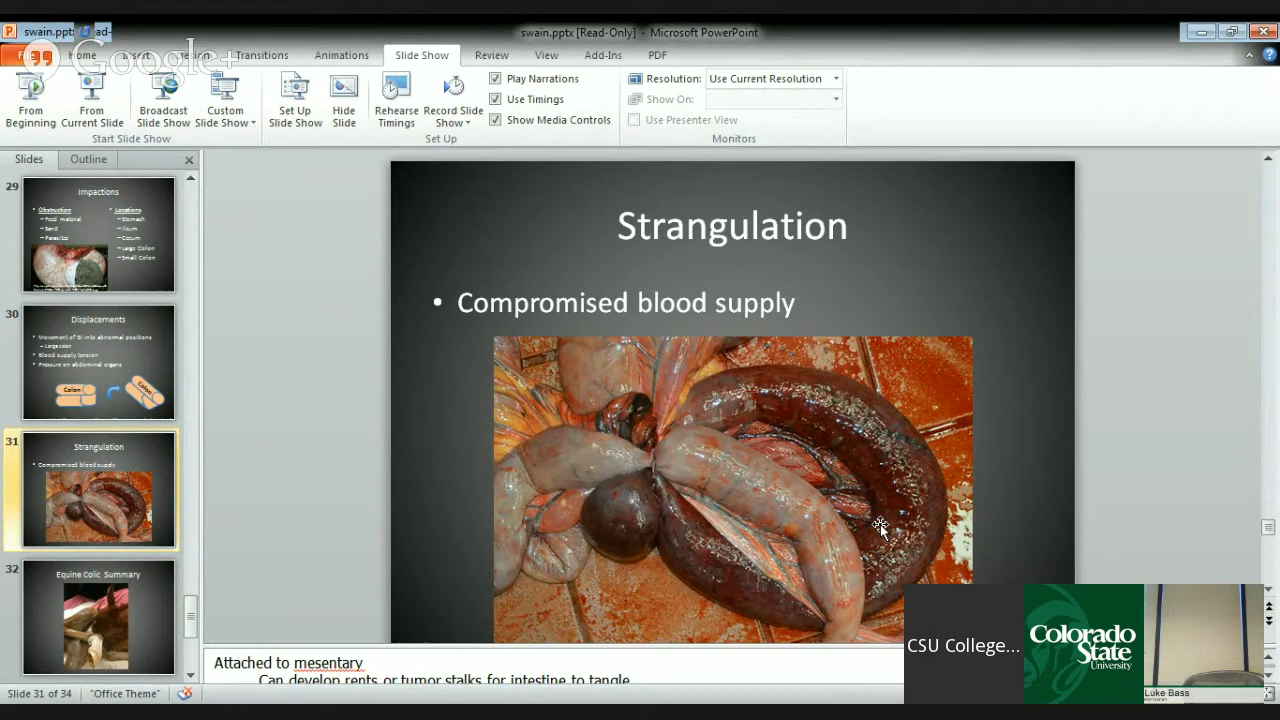 swain.pptx
ad-
swain.pptx [Read-Only] - Microsoft PowerPoint
Google+
File Home Insert Design Transitions Animations Slide Show Review View Add-Ins PDF
From Beginning
From Current Slide
Broadcast Slide Show
Custom Slide Show
Start Slide Show
Set Up Slide Show
Hide Slide
Rehearse Timings
Record Slide Show
Play Narrations
Use Timings
Show Media Controls
Set Up
Resolution: Use Current Resolution
Show On:
Use Presenter View
Monitors
Slides Outline
29
Impactions
• Obstruction
– Food material
– Sand
– Parasites
• Locations
– Stomach
– Ileum
– Cecum
– Large Colon
– Small Colon
30
Displacements
• Movement of GI into abnormal positions
– Large colon
• Blood supply tension
• Pressure on abdominal organs
Colon
Colon
31
Strangulation
• Compromised blood supply
32
Equine Colic Summary
Strangulation
• Compromised blood supply
Attached to mesentary
Can develop rents or tumor stalks for intestine to tangle
CSU College...
Colorado
State
University
Luke Bass
Slide 31 of 34 "Office Theme"